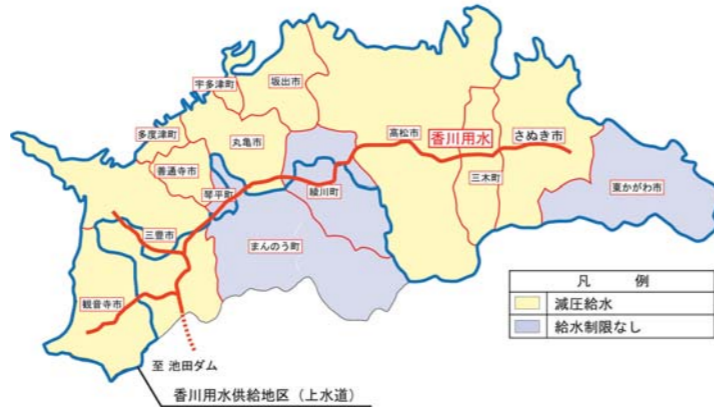 宇多津町
坂出市
多度津町
丸亀市
高松市
香川用水
さぬき市
善通寺市
琴平町
綾川町
三木町
東かがわ市
三豊市
まんのう町
観音寺市
凡 例
減圧給水
給水制限なし
至 池田ダム
香川用水供給地区（上水道）